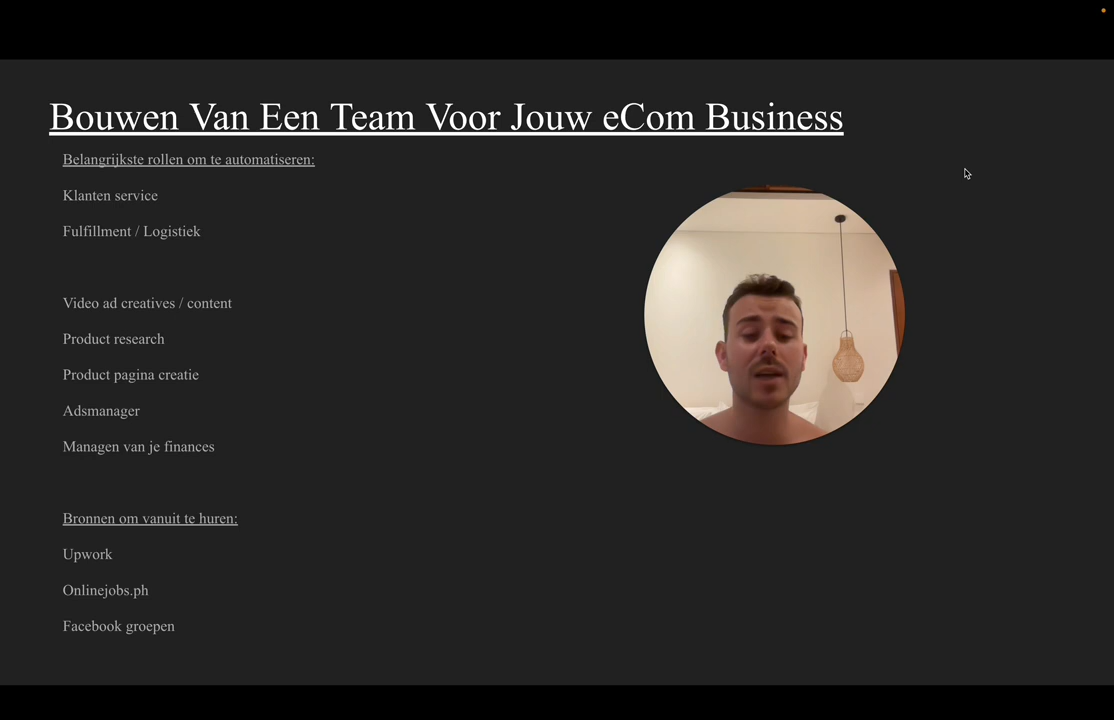 Bouwen Van Een Team Voor Jouw eCom Business
Belangrijkste rollen om te automatiseren:
Klanten service
Fulfillment / Logistiek
Video ad creatives / content
Product research
Product pagina creatie
Adsmanager
Managen van je finances
Bronnen om vanuit te huren:
Upwork
Onlinejobs.ph
Facebook groepen